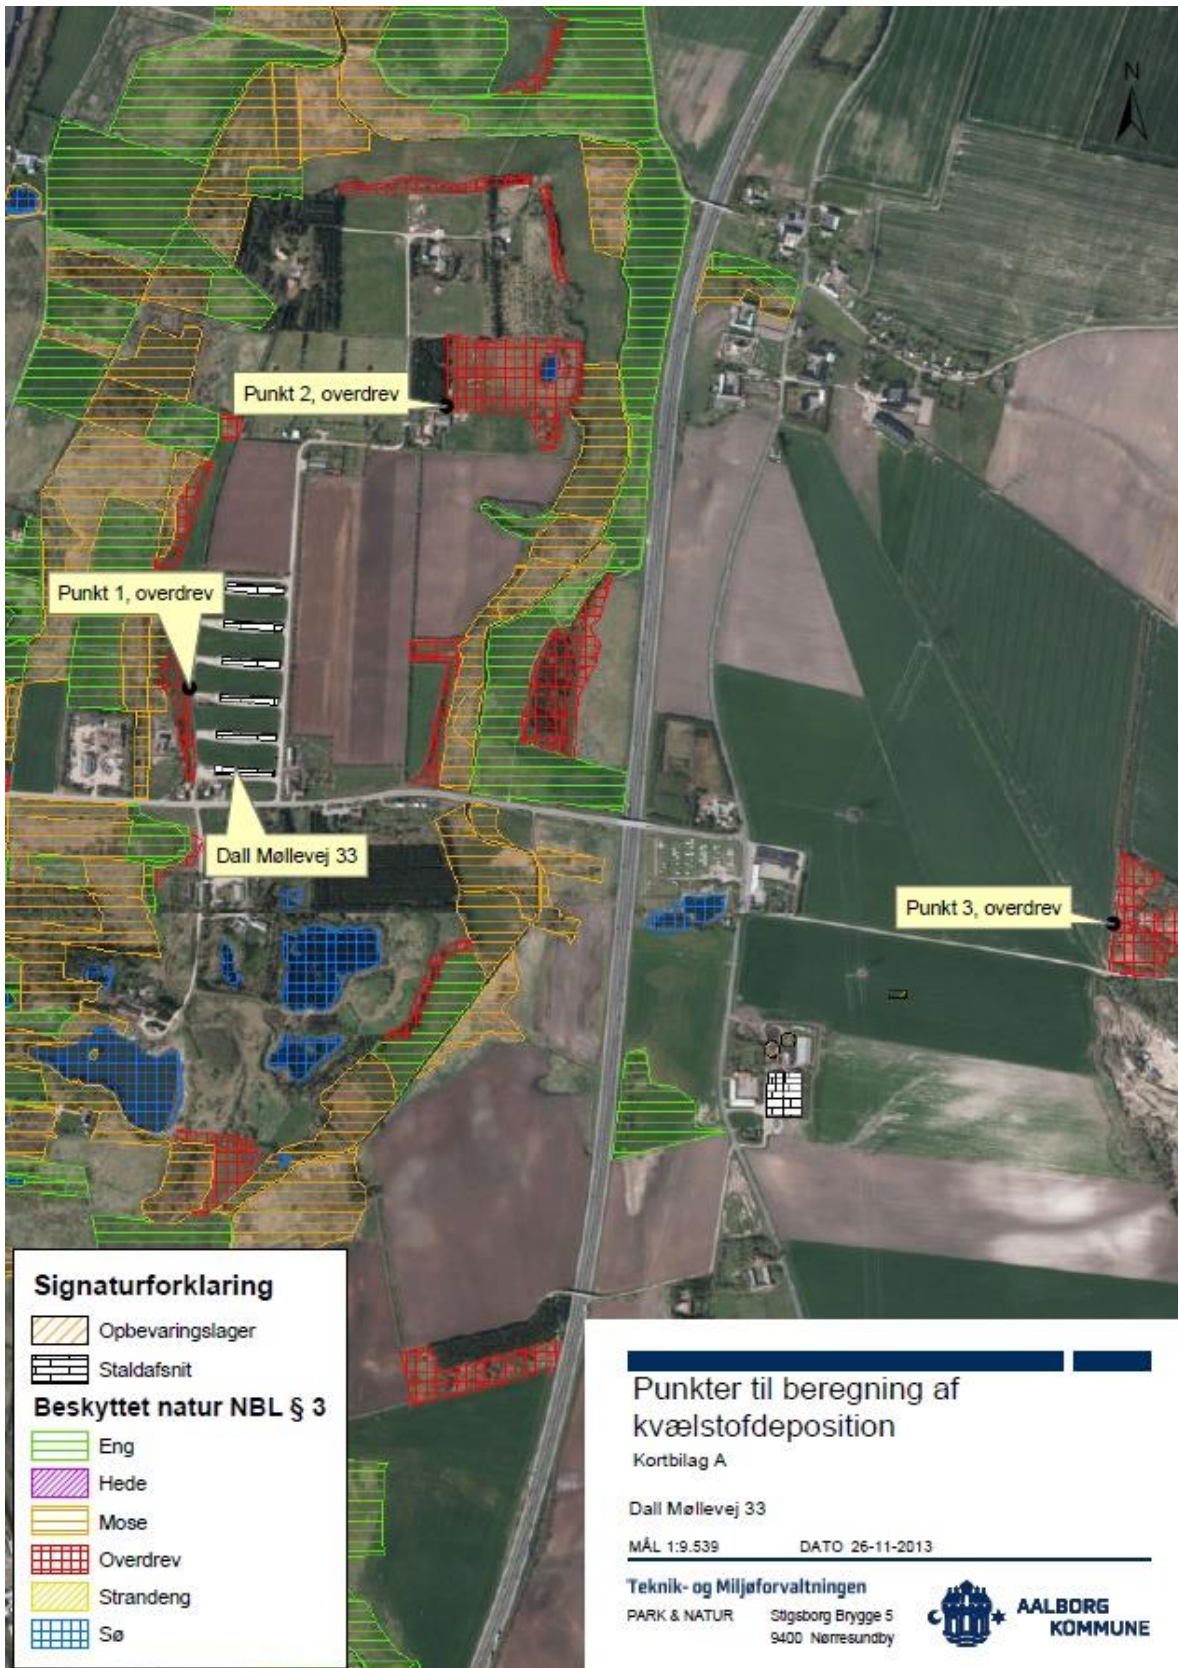 N
Punkt 2, overdrev
Punkt 1, overdrev
Dall Møllevej 33
Punkt 3, overdrev
Signaturforklaring
Opbevaringslager
Staldafsnit
Beskyttet natur NBL § 3
Eng
Hede
Mose
Overdrev
Strandeng
Sø
Punkter til beregning af
kvælstofdeposition
Kortbilag A
Dall Møllevej 33
MÅL 1:9.539 DATO 26-11-2013
Teknik- og Miljøforvaltningen
PARK & NATUR Stigsborg Brygge 5
9400 Nørresundby
AALBORG
KOMMUNE